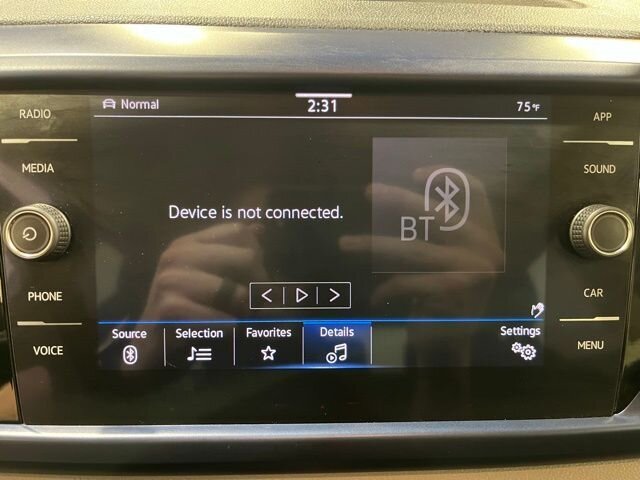 Normal
2:31
75°F
RADIO
MEDIA
PHONE
VOICE
Device is not connected.
BT
Source
Selection
Favorites
Details
Settings
APP
SOUND
CAR
MENU